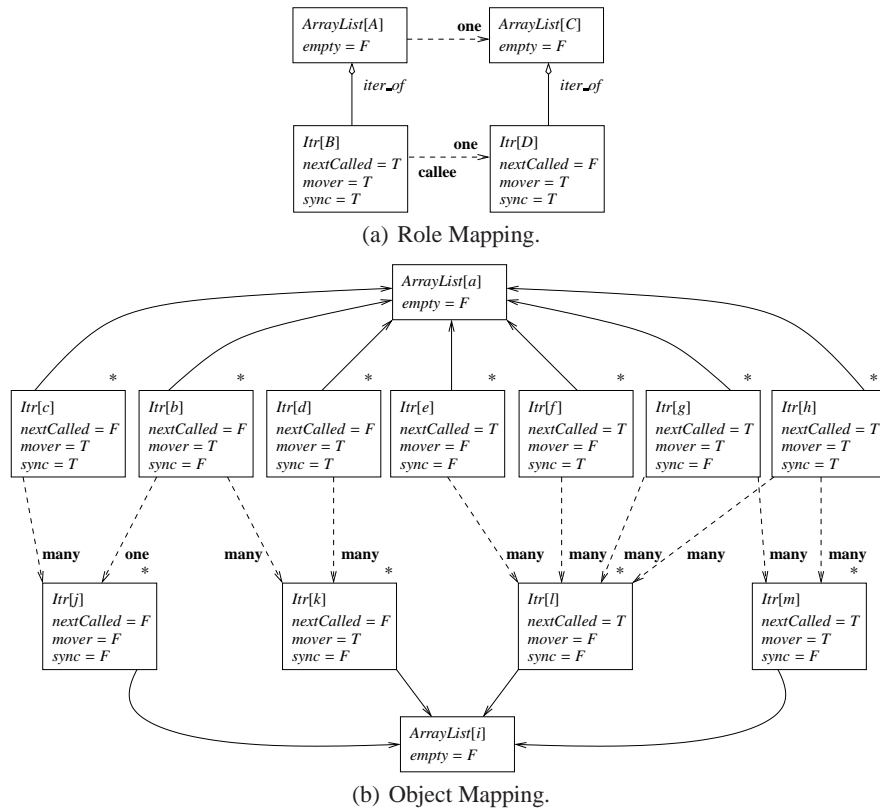 ArrayList[A]
empty = F
one
ArrayList[C]
empty = F
iter_of
iter_of
Itr[B]
nextCalled = T
mover = T
sync = T
one
callee
Itr[D]
nextCalled = F
mover = T
sync = T
(a) Role Mapping.
ArrayList[a]
empty = F
* * * * * * *
Itr[c]
nextCalled = F
mover = T
sync = T
Itr[b]
nextCalled = F
mover = T
sync = F
Itr[d]
nextCalled = F
mover = T
sync = T
Itr[e]
nextCalled = T
mover = F
sync = F
Itr[f]
nextCalled = T
mover = F
sync = T
Itr[g]
nextCalled = T
mover = T
sync = F
Itr[h]
nextCalled = T
mover = T
sync = T
many one many many many many many many many many
* * * *
Itr[j]
nextCalled = F
mover = F
sync = F
Itr[k]
nextCalled = F
mover = T
sync = F
Itr[l]
nextCalled = T
mover = F
sync = F
Itr[m]
nextCalled = T
mover = T
sync = F
ArrayList[i]
empty = F
(b) Object Mapping.